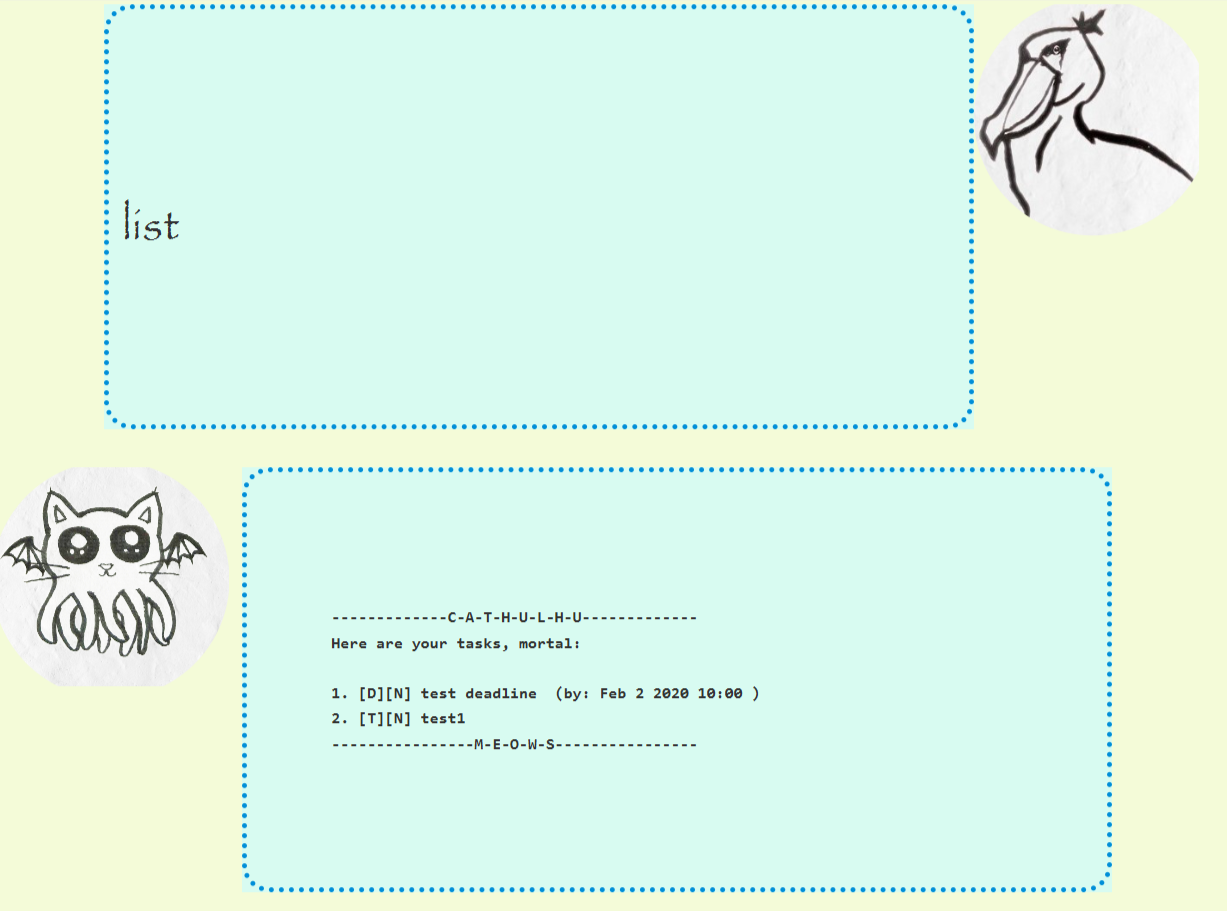 list
-------------C-A-T-H-U-L-H-U-------------
Here are your tasks, mortal:
1. [D][N] test deadline  (by: Feb 2 2020 10:00 )
2. [T][N] test1
----------------M-E-O-W-S----------------